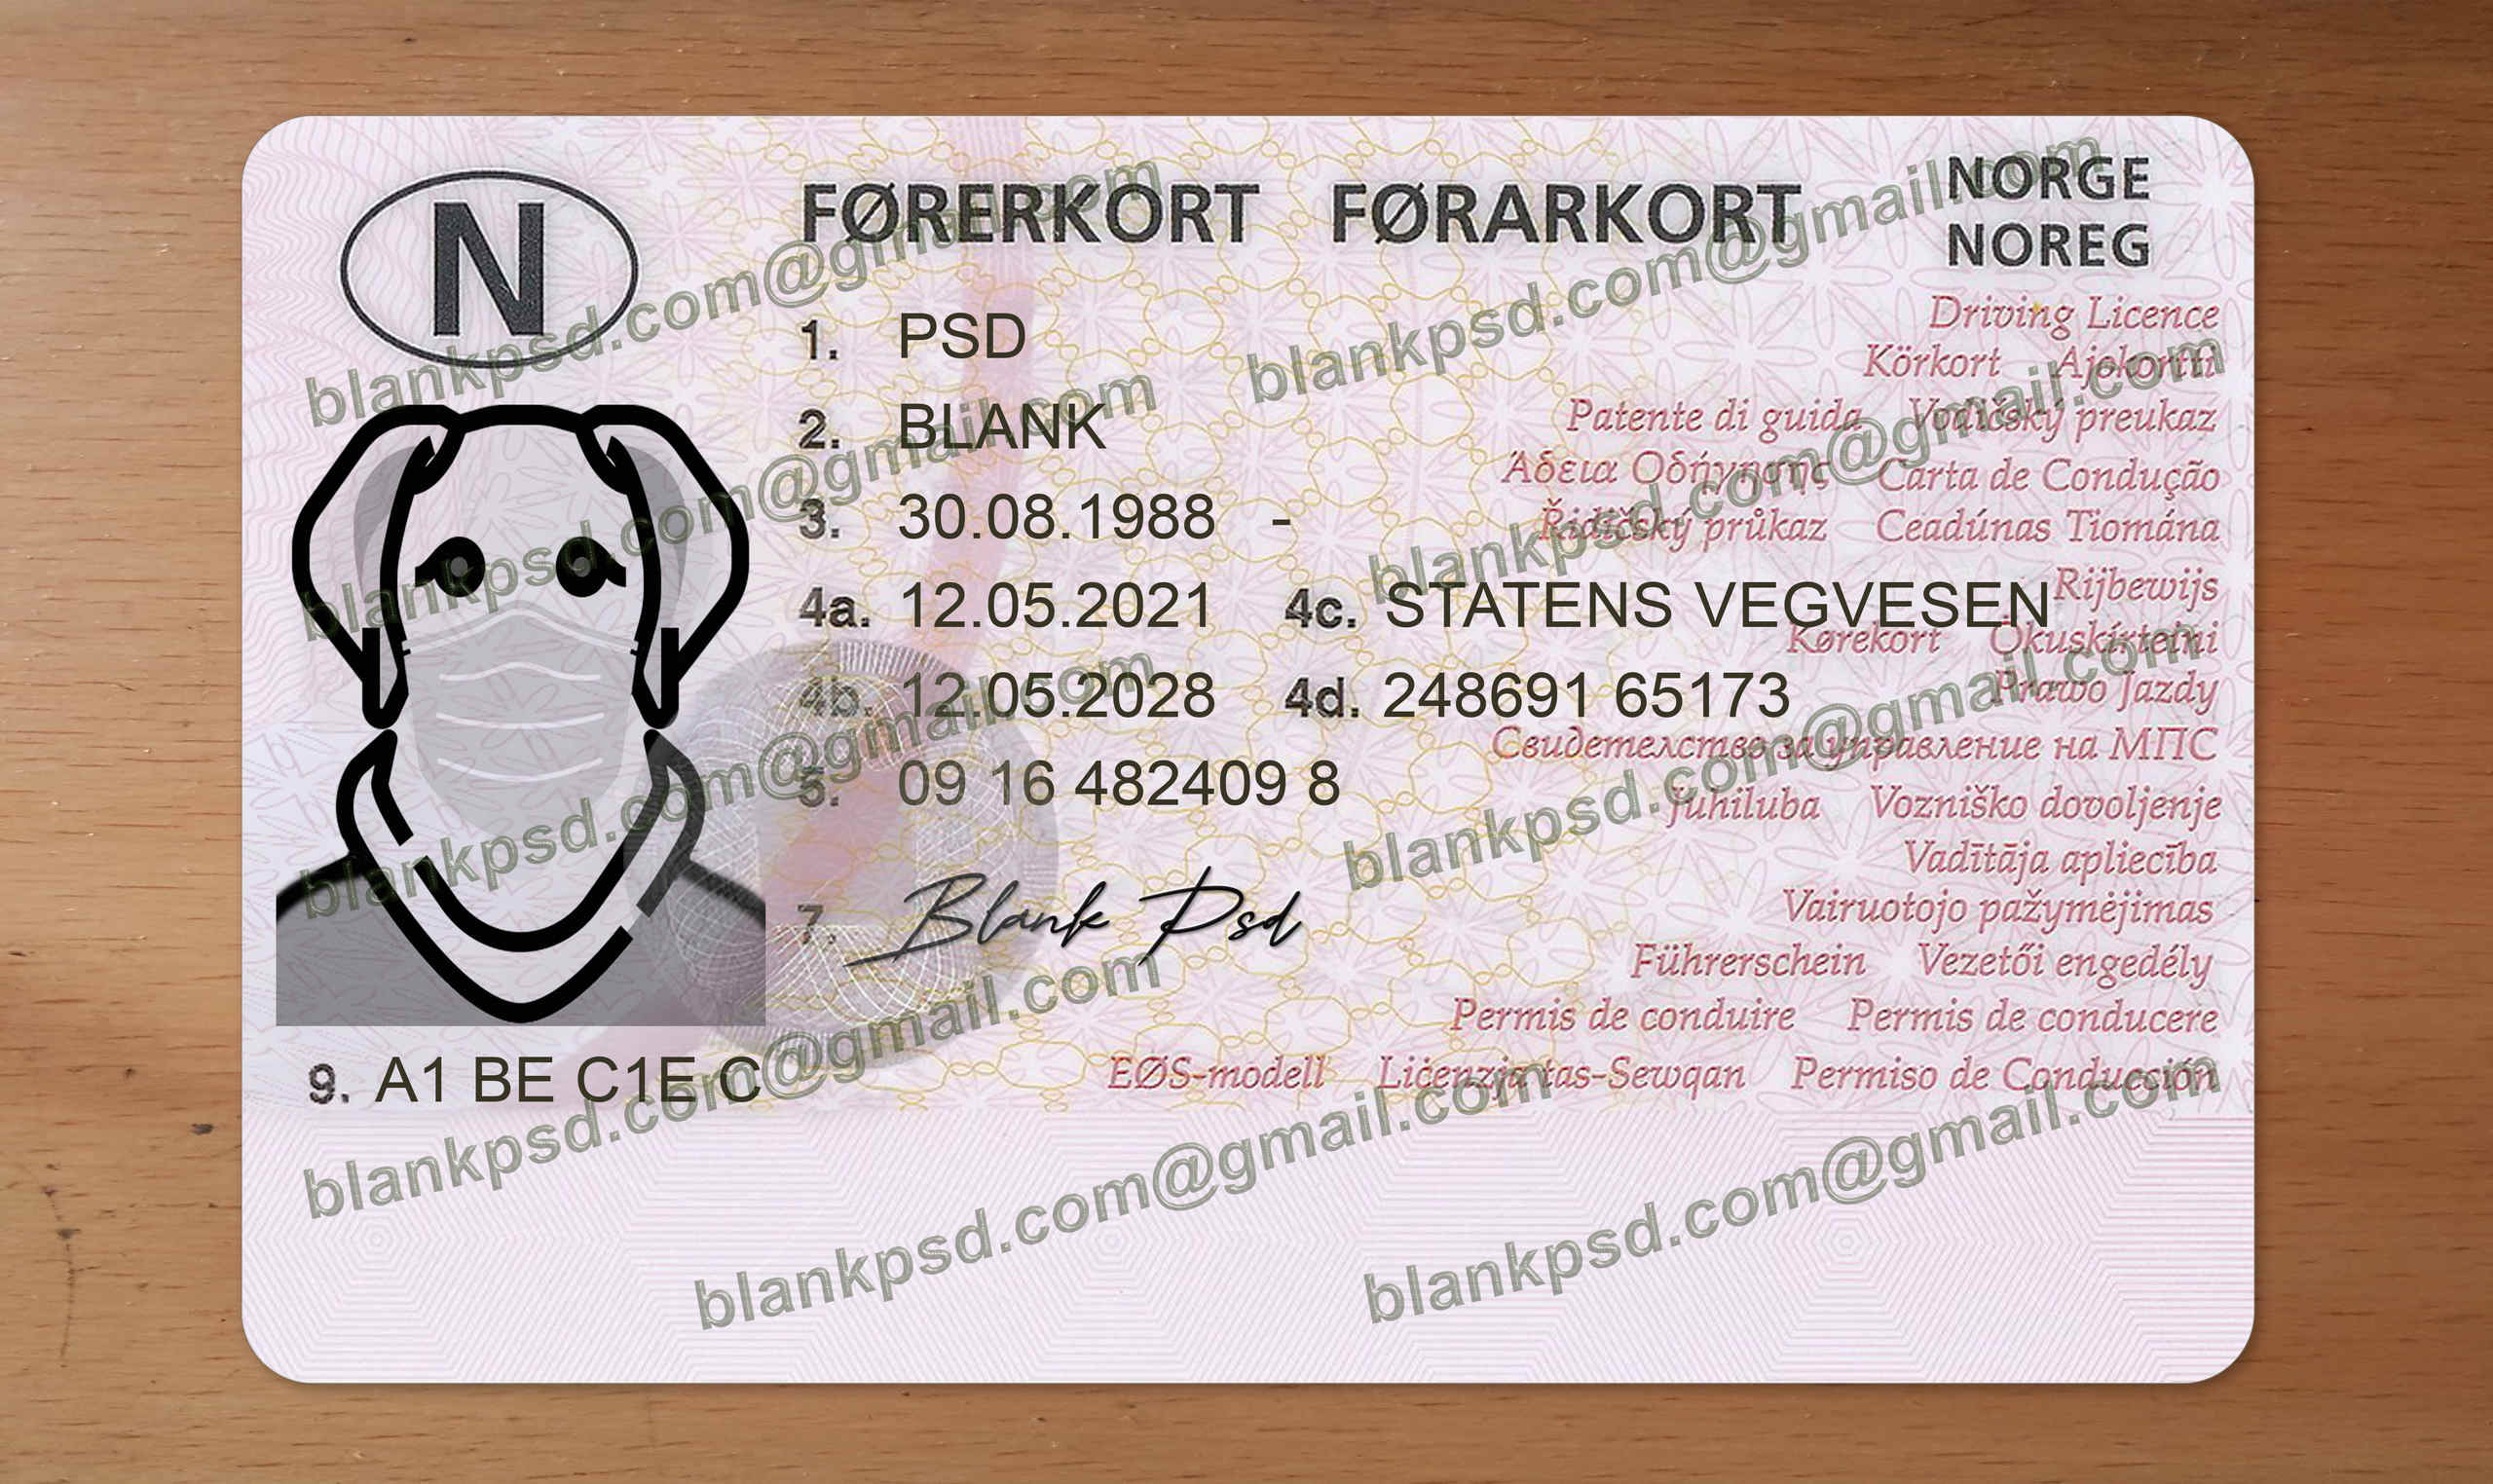 N
FØRERKORT FØRARKORT
NORGE
NOREG
1. PSD
2. BLANK
3. 30.08.1988 -
4a. 12.05.2021 4c. STATENS VEGVESEN
4b. 12.05.2028 4d. 248691 65173
5. 09 16 482409 8
7. Blank Psd
9. A1 BE C1E C
Driving Licence
Körkort Ajokortti
Patente di guida Vodičský preukaz
Άδεια Οδήγησης Carta de Condução
Řidičský průkaz Ceadúnas Tiomána
Rijbewijs
Kørekort Ökuskírteini
Prawo Jazdy
Свидетелство за управление на МПС
Juhiluba Vozniško dovoljenje
Vadītāja apliecība
Vairuotojo pažymėjimas
Führerschein Vezetői engedély
Permis de conduire Permis de conducere
EØS-modell Liċenzja tas-Sewqan Permiso de Conducción
blankpsd.com@gmail.com
blankpsd.com@gmail.com
blankpsd.com@gmail.com
blankpsd.com@gmail.com
blankpsd.com@gmail.com
blankpsd.com@gmail.com
blankpsd.com@gmail.com
blankpsd.com@gmail.com
blankpsd.com@gmail.com
blankpsd.com@gmail.com